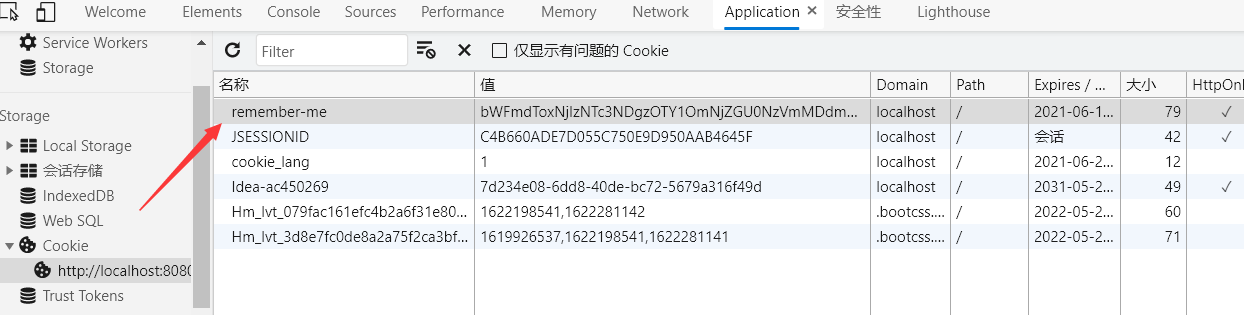 Welcome Elements Console Sources Performance Memory Network Application 安全性 Lighthouse
Service Workers
Storage
Filter 仅显示有问题的 Cookie
名称 值 Domain Path Expires / ... 大小 HttpOnl
remember-me bWFmdToxNjIzNTc3NDgzOTY1OmNjZGU0NzVmMDdm... localhost / 2021-06-1... 79 ✓
Storage
JSESSIONID C4B660ADE7D055C750E9D950AAB4645F localhost / 会话 42 ✓
Local Storage
cookie_lang 1 localhost / 2021-06-2... 12
会话存储
Idea-ac450269 7d234e08-6dd8-40de-bc72-5679a316f49d localhost / 2031-05-2... 49 ✓
IndexedDB
Hm_lvt_079fac161efc4b2a6f31e80... 1622198541,1622281142 .bootcss.... / 2022-05-2... 60
Web SQL
Hm_lvt_3d8e7fc0de8a2a75f2ca3bf... 1619926537,1622198541,1622281141 .bootcss.... / 2022-05-2... 71
Cookie
http://localhost:8080
Trust Tokens